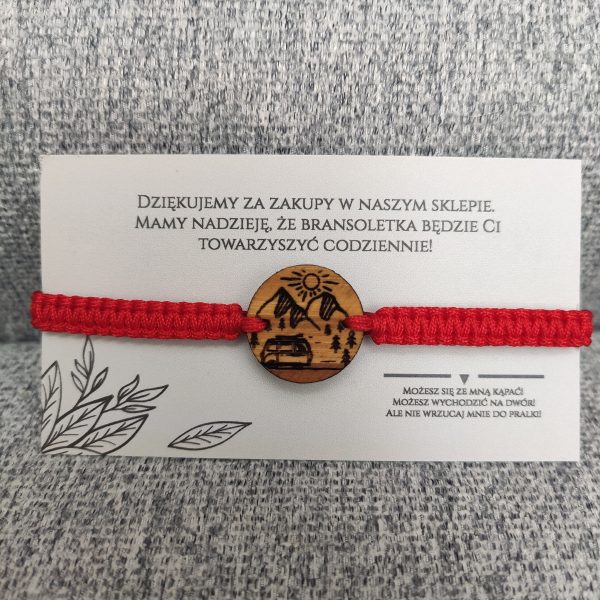 Dziękujemy za zakupy w naszym sklepie.
Mamy nadzieję, że bransoletka będzie Ci
towarzyszyć codziennie!
Możesz się ze mną kąpać!
Możesz wychodzić na dwór!
Ale nie wrzucaj mnie do pralki!